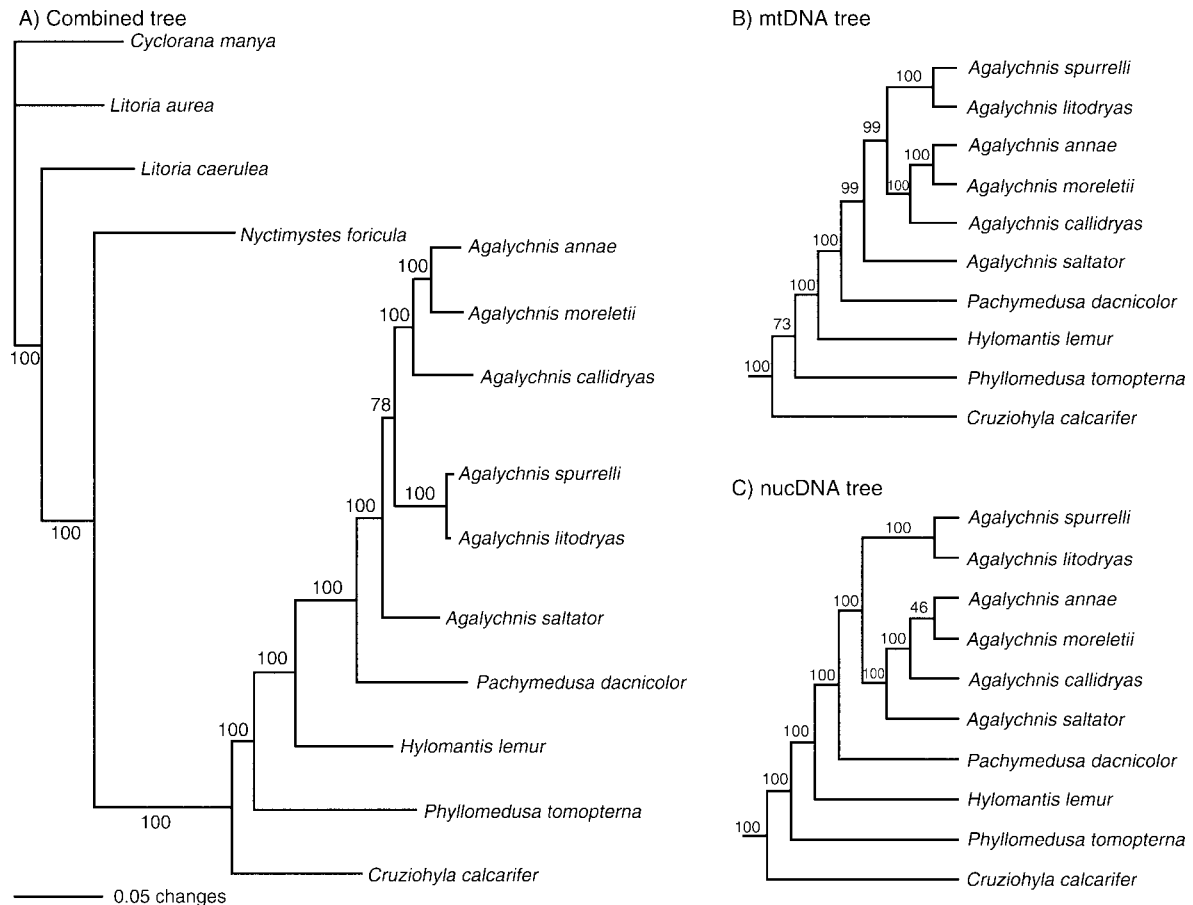 A) Combined tree
Cyclorana manya
Litoria aurea
Litoria caerulea
Nyctimystes foricula
Agalychnis annae
100
Agalychnis moreletii
100
Agalychnis callidryas
100
78
Agalychnis spurrelli
100
Agalychnis litodryas
100
Agalychnis saltator
100
100
Pachymedusa dacnicolor
100
Hylomantis lemur
100
Phyllomedusa tomopterna
100
Cruziohyla calcarifer
0.05 changes
B) mtDNA tree
Agalychnis spurrelli
100
Agalychnis litodryas
99
Agalychnis annae
100
Agalychnis moreletii
100
99
Agalychnis callidryas
100
Agalychnis saltator
100
Pachymedusa dacnicolor
73
Hylomantis lemur
100
Phyllomedusa tomopterna
Cruziohyla calcarifer
C) nucDNA tree
Agalychnis spurrelli
100
Agalychnis litodryas
100
Agalychnis annae
46
Agalychnis moreletii
100
100
Agalychnis callidryas
100
Agalychnis saltator
100
Pachymedusa dacnicolor
100
Hylomantis lemur
100
Phyllomedusa tomopterna
Cruziohyla calcarifer